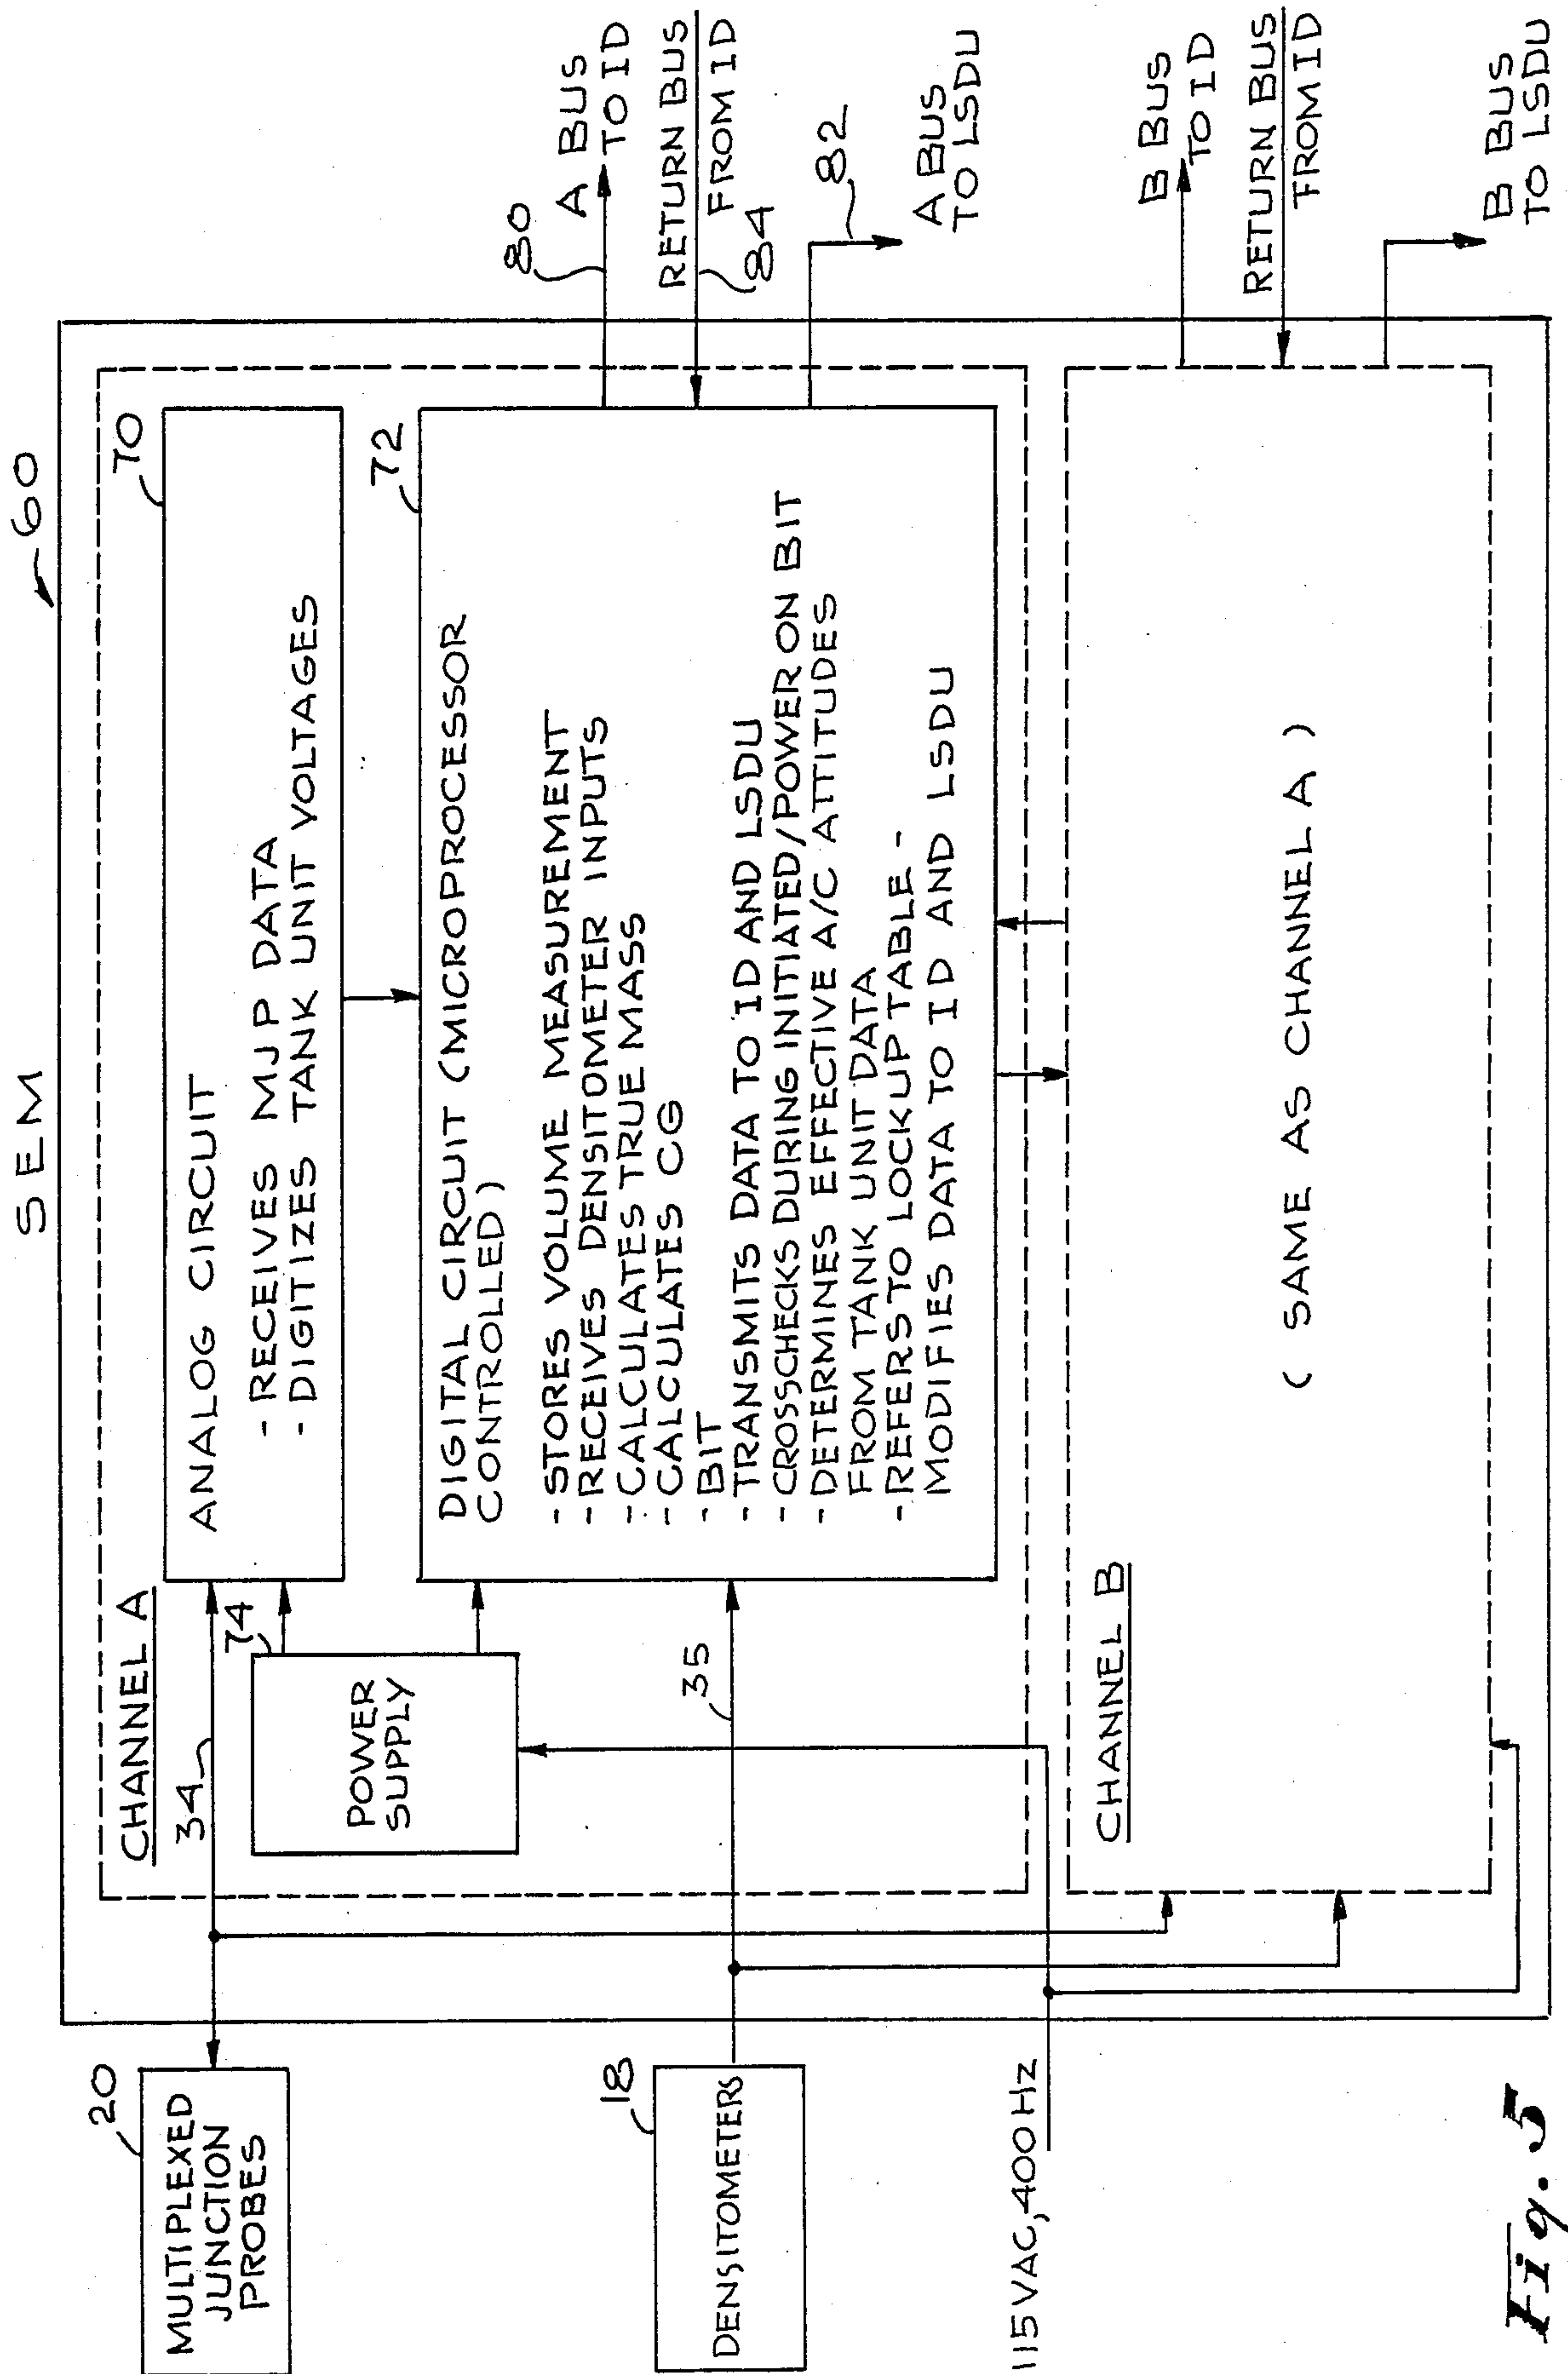 SEM
60
CHANNEL A
34
70
ANALOG CIRCUIT
- RECEIVES MJP DATA
- DIGITIZES TANK UNIT VOLTAGES
74
POWER
SUPPLY
72
DIGITAL CIRCUIT (MICROPROCESSOR
CONTROLLED)
- STORES VOLUME MEASUREMENT
- RECEIVES DENSITOMETER INPUTS
- CALCULATES TRUE MASS
- CALCULATES CG
- BIT
- TRANSMITS DATA TO ID AND LSDU
- CROSSCHECKS DURING INITIATED/POWER ON BIT
- DETERMINES EFFECTIVE A/C ATTITUDES
FROM TANK UNIT DATA
- REFERS TO LOCKUP TABLE -
MODIFIES DATA TO ID AND LSDU
35
CHANNEL B
( SAME AS CHANNEL A )
20
MULTIPLEXED
JUNCTION
PROBES
18
DENSITOMETERS
115 VAC, 400 Hz
80
A BUS
TO ID
RETURN BUS
FROM ID
84
82
A BUS
TO LSDU
B BUS
TO ID
RETURN BUS
FROM ID
B BUS
TO LSDU
Fig. 5